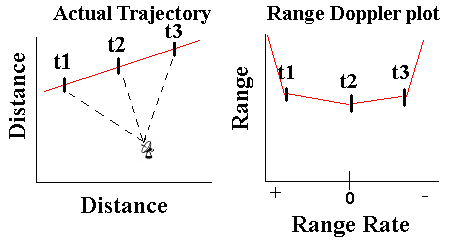 Actual Trajectory
t1
t2
t3
Distance
Distance
Range Doppler plot
t1
t2
t3
Range
+
0
-
Range Rate